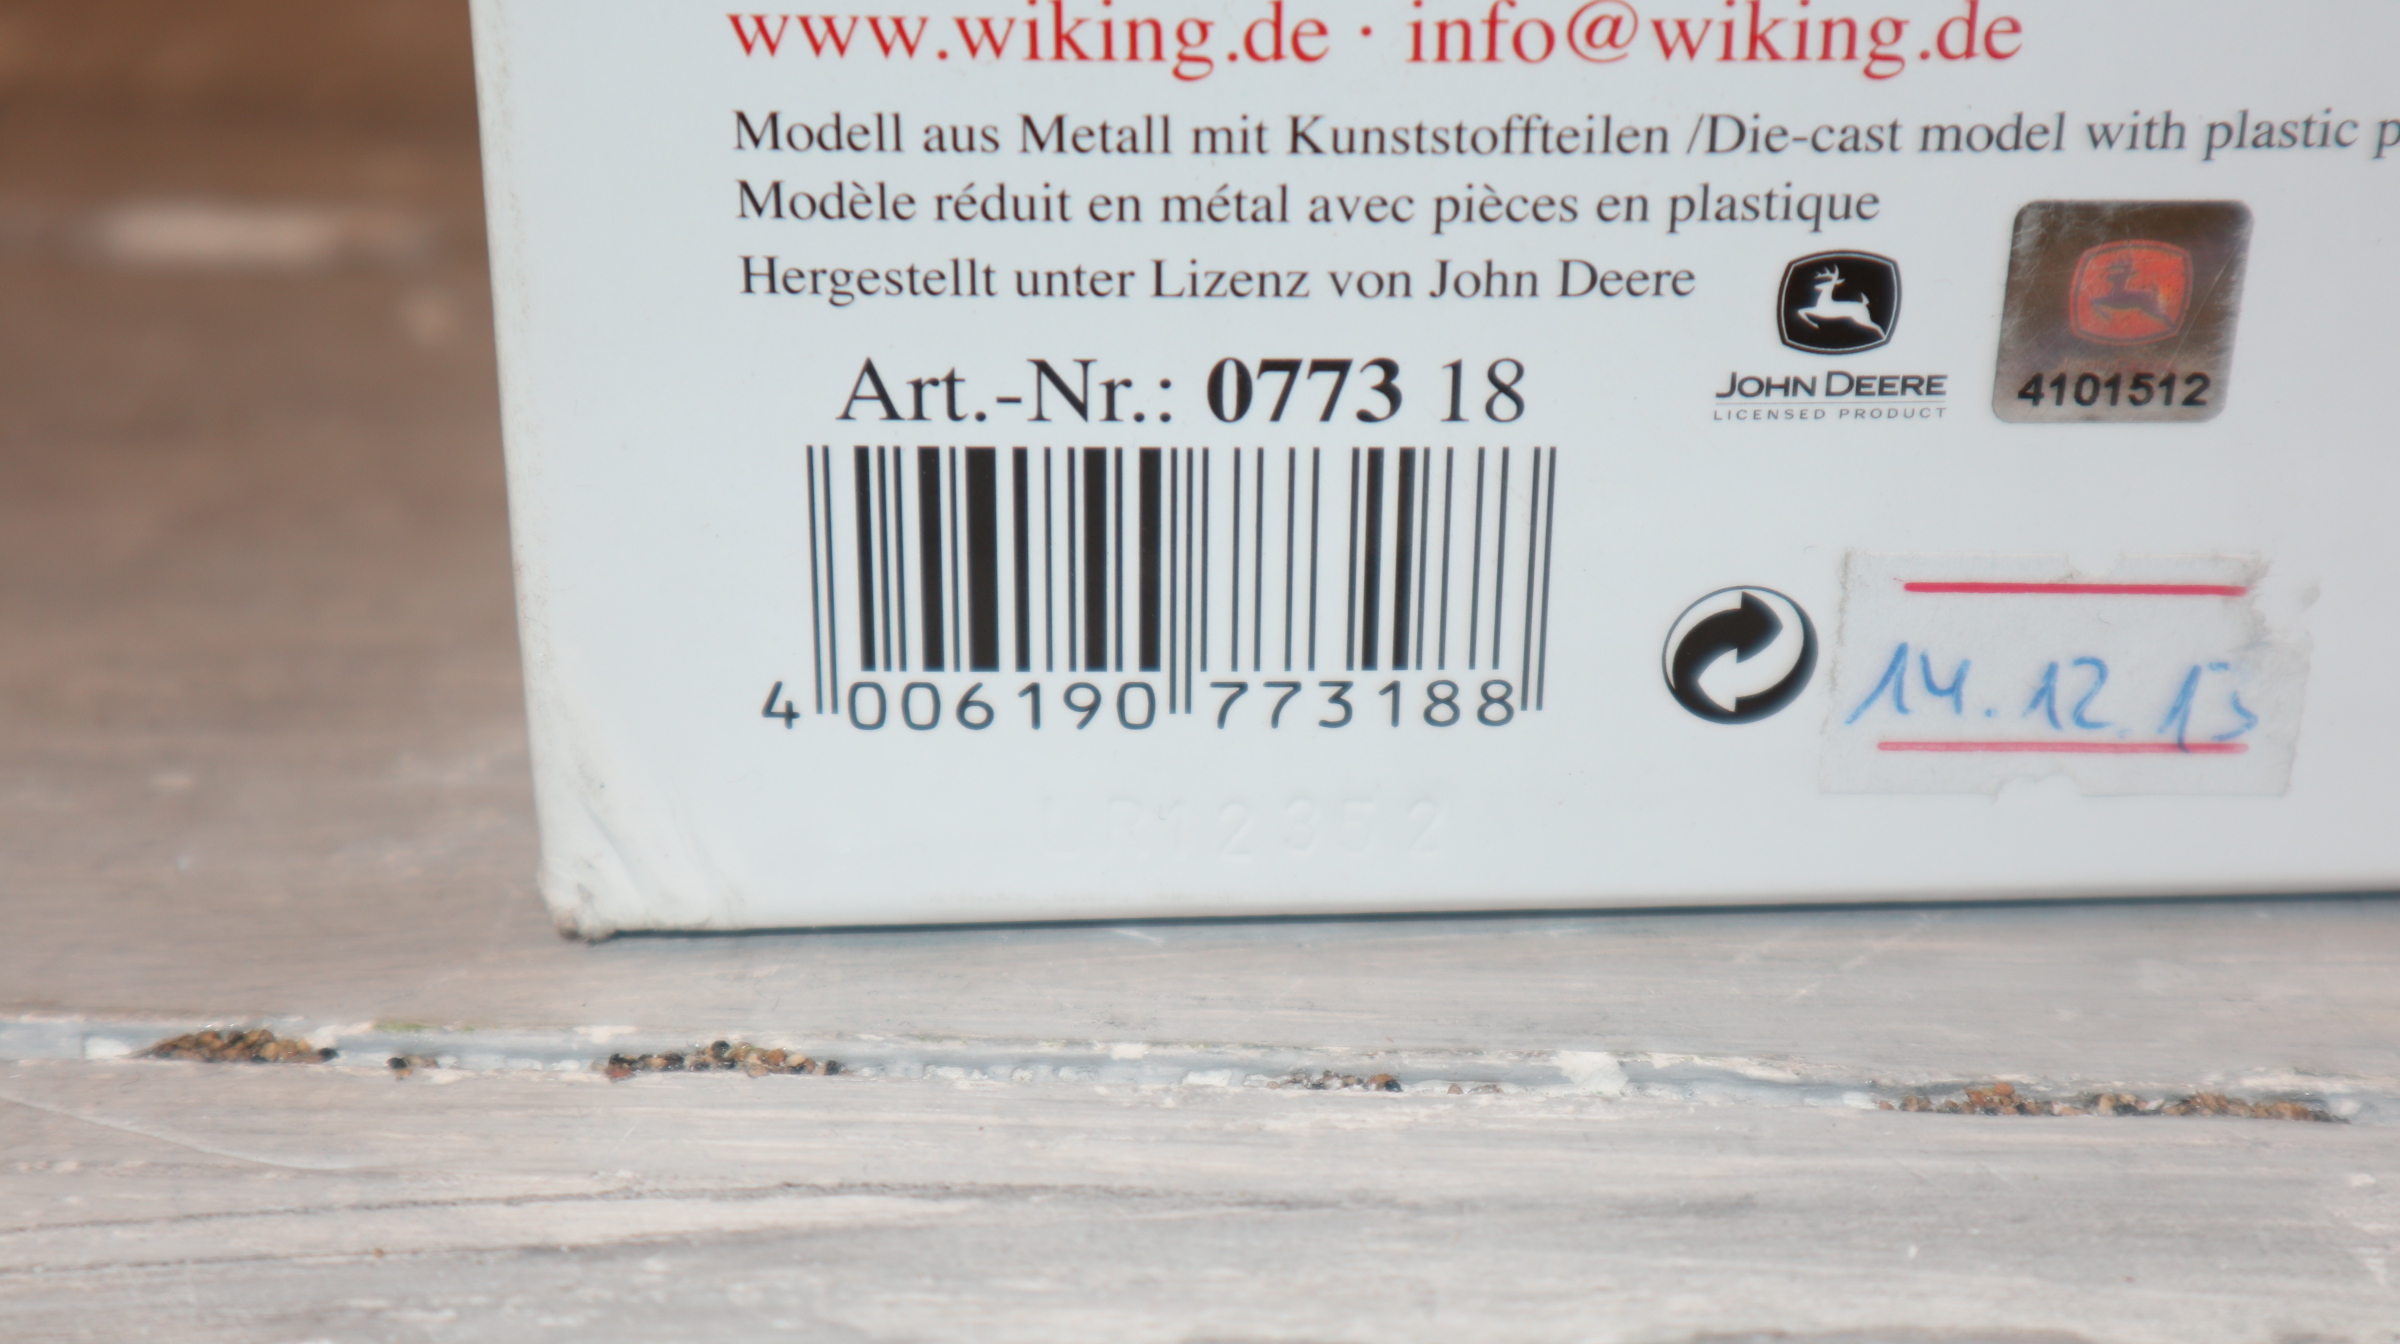 www.wiking.de · info@wiking.de
Modell aus Metall mit Kunststoffteilen /Die-cast model with plastic p
Modèle réduit en métal avec pièces en plastique
Hergestellt unter Lizenz von John Deere
JOHN DEERE
LICENSED PRODUCT
4101512
Art.-Nr.: 0773 18
4 006190 773188
14.12.15
LR12352